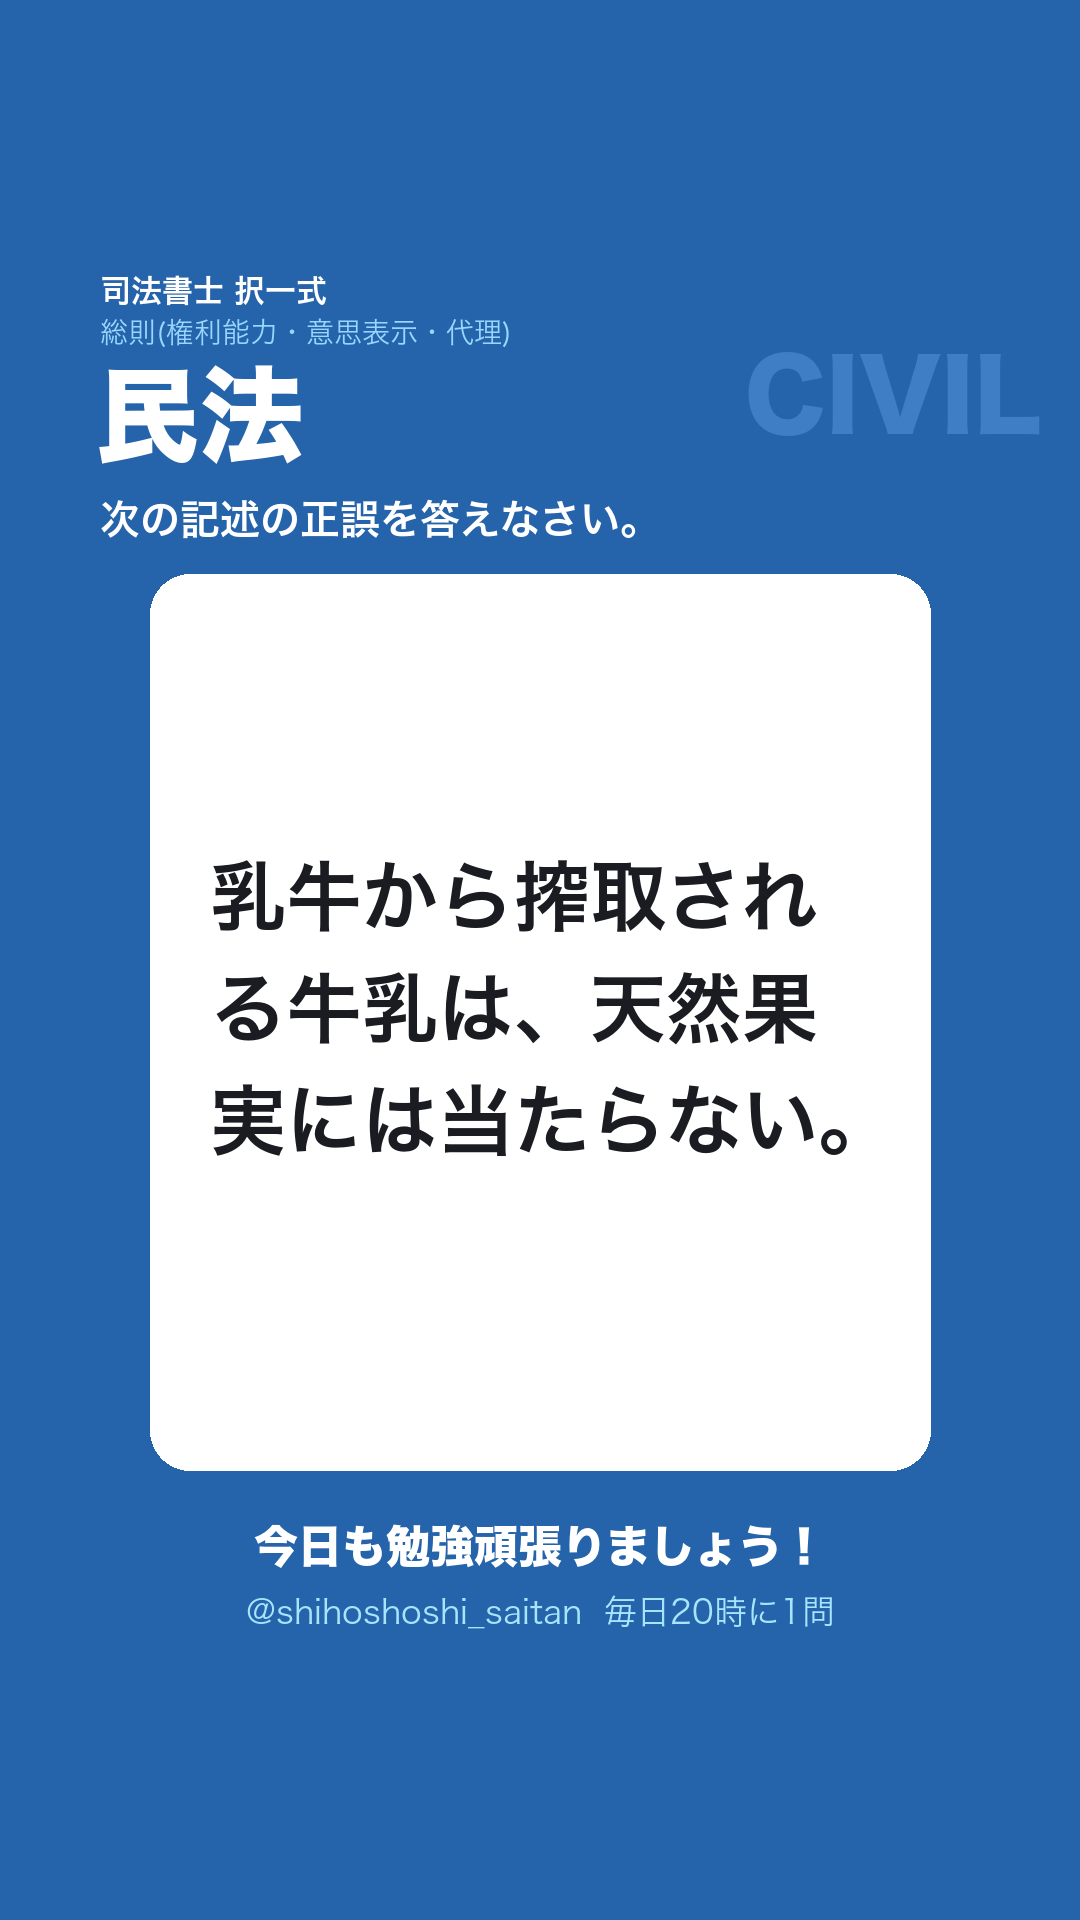 司法書士 択一式
総則(権利能力・意思表示・代理)
民法
CIVIL
次の記述の正誤を答えなさい。
乳牛から搾取され
る牛乳は、天然果
実には当たらない。
今日も勉強頑張りましょう！
@shihoshoshi_saitan 毎日20時に1問